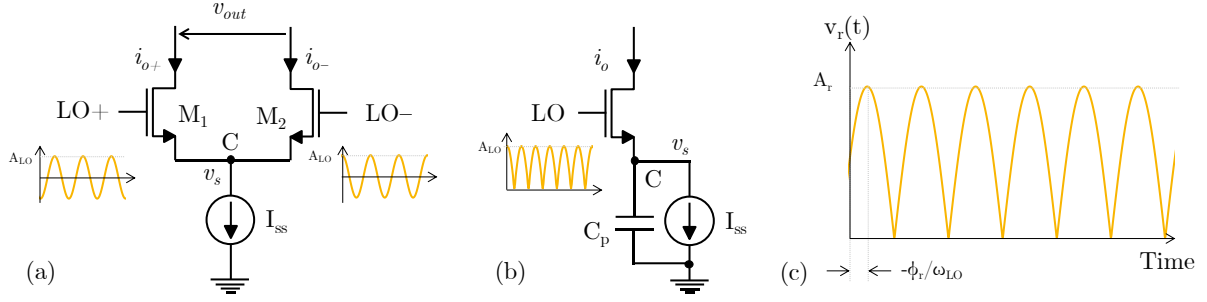 v_out
i_o+
i_o-
LO+
M_1
M_2
LO-
C
A_LO
A_LO
v_s
I_ss
(a)
i_o
LO
A_LO
v_s
C
C_p
I_ss
(b)
v_r(t)
A_r
Time
-ϕ_r/ω_LO
(c)